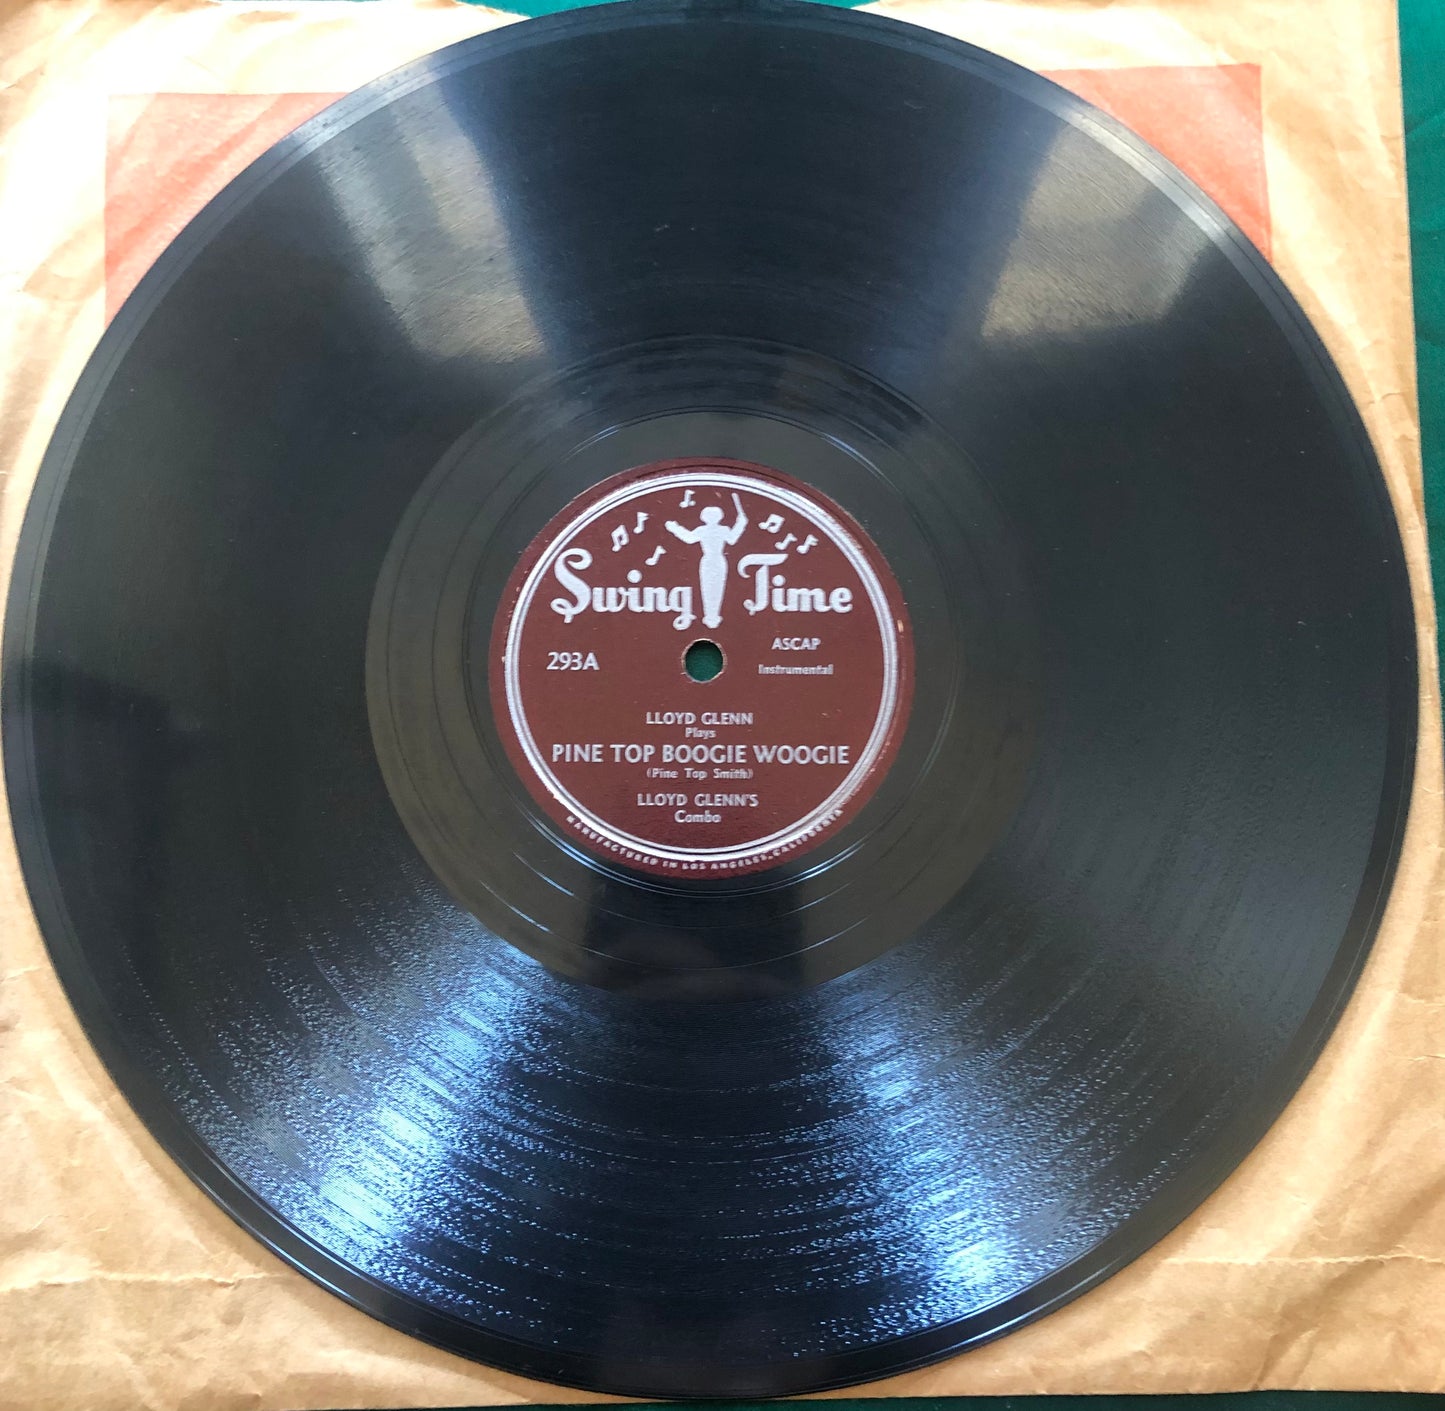 Swing Time
293A
ASCAP
Instrumental
LLOYD GLENN
Plays
PINE TOP BOOGIE WOOGIE
(Pine Top Smith)
LLOYD GLENN'S
Combo
MANUFACTURED IN LOS ANGELES, CALIFORNIA